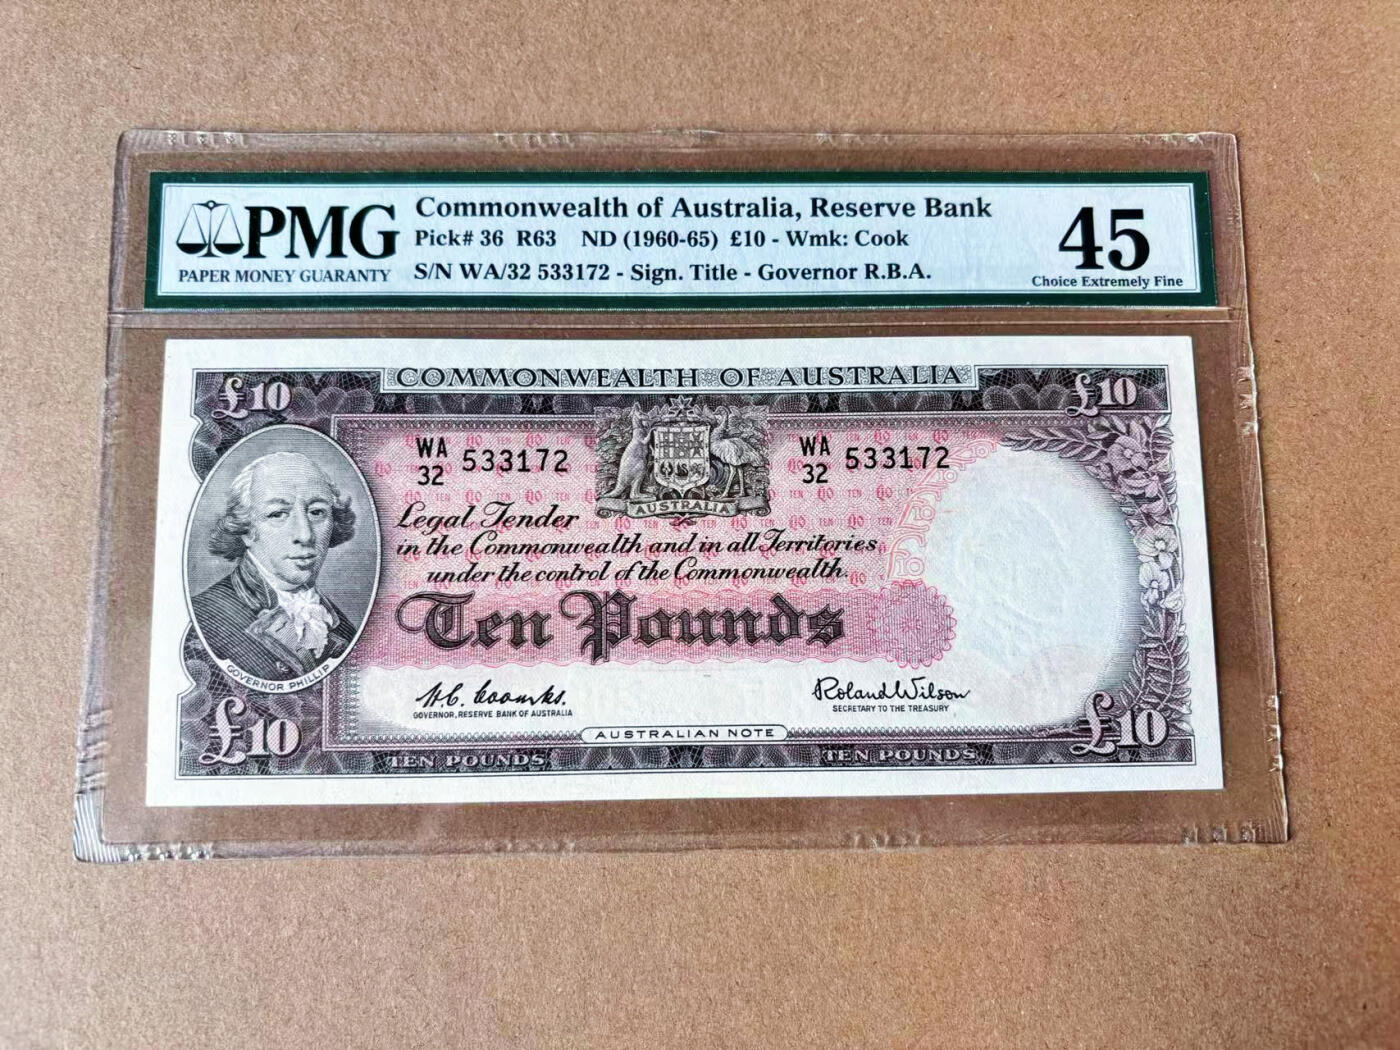 PMG
PAPER MONEY GUARANTY
Commonwealth of Australia, Reserve Bank
Pick# 36 R63 ND (1960-65) £10 - Wmk: Cook
S/N WA/32 533172 - Sign. Title - Governor R.B.A.
45
Choice Extremely Fine
£10 COMMONWEALTH OF AUSTRALIA £10
WA 32 533172
WA 32 533172
AUSTRALIA
Legal Tender
in the Commonwealth and in all Territories
under the control of the Commonwealth.
Ten Pounds
GOVERNOR PHILLIP
H.C. Coombs.
GOVERNOR, RESERVE BANK OF AUSTRALIA
Roland Wilson
SECRETARY TO THE TREASURY
AUSTRALIAN NOTE
£10 TEN POUNDS TEN POUNDS £10